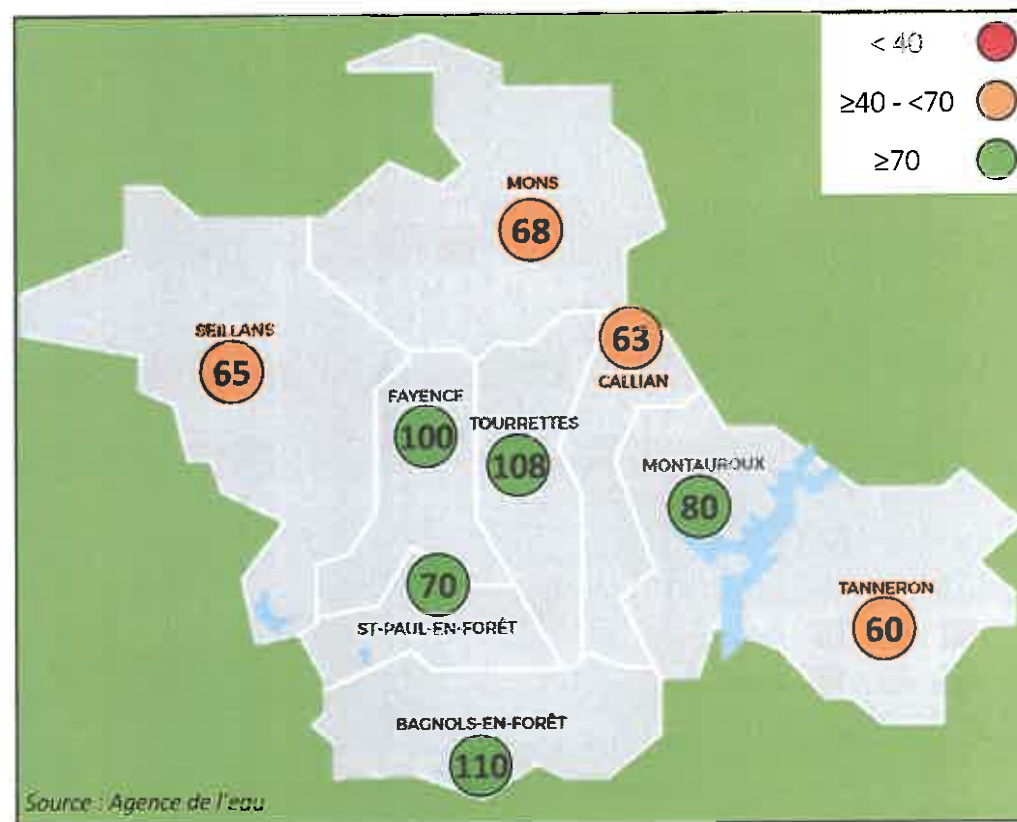 < 40
≥40 - <70
≥70
MONS
68
SEILLANS
65
63
CALLIAN
FAYENCE
100
TOURRETTES
108
MONTAUROUX
80
70
ST-PAUL-EN-FORÊT
TANNERON
60
BAGNOLS-EN-FORÊT
110
Source : Agence de l'eau